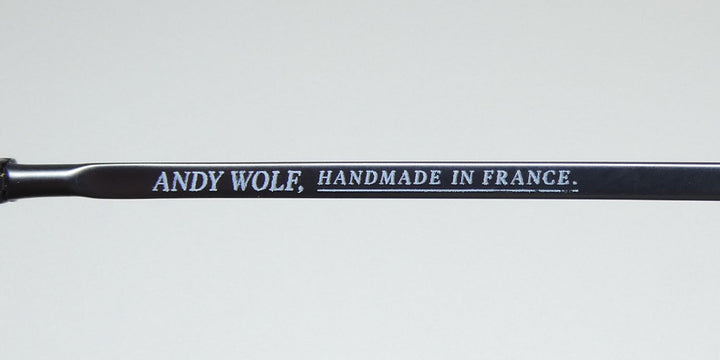 ANDY WOLF, HANDMADE IN FRANCE.